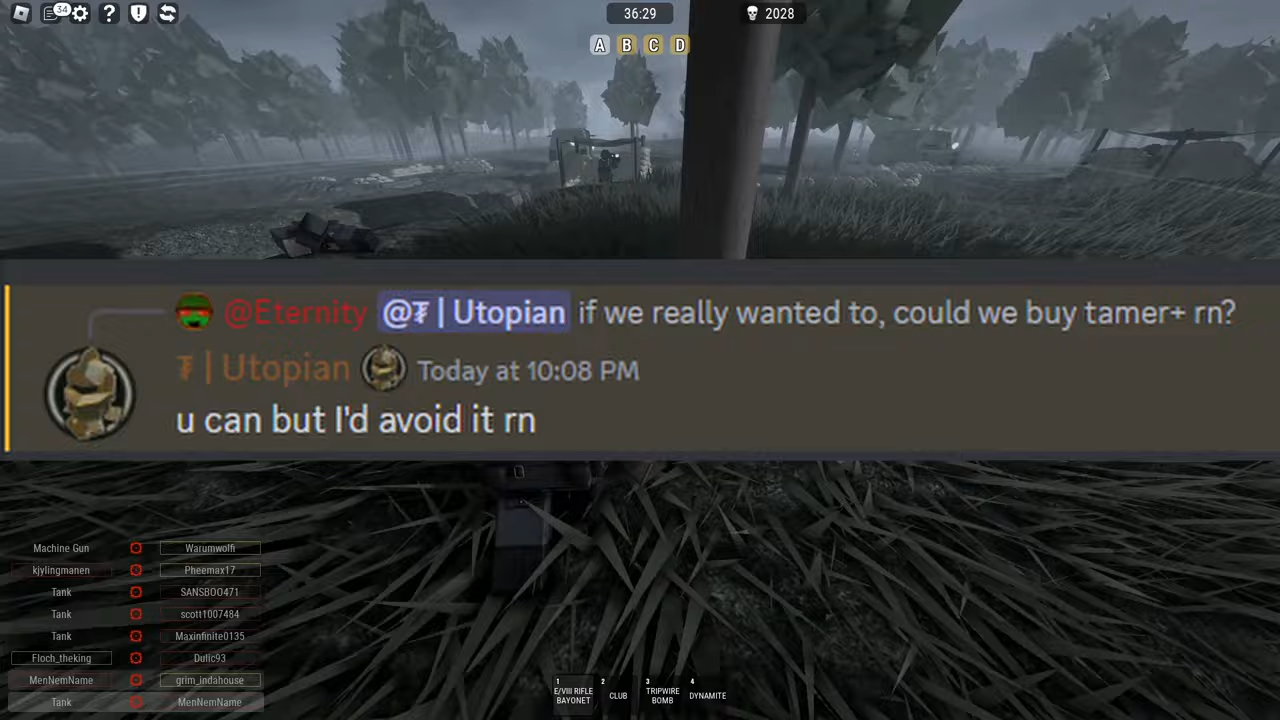 34
36:29
2028
A B C D
@Eternity @₮ | Utopian if we really wanted to, could we buy tamer+ rn?
₮ | Utopian Today at 10:08 PM
u can but I'd avoid it rn
Machine Gun Warumwolfi
kjylingmanen Pheemax17
Tank SANSBOO471
Tank scott1007484
Tank Maxinfinite0135
Floch_theking Dulic93
MenNemName grim_indahouse
Tank MenNemName
1 2 3 4
E/VIII RIFLE BAYONET
CLUB
TRIPWIRE BOMB
DYNAMITE